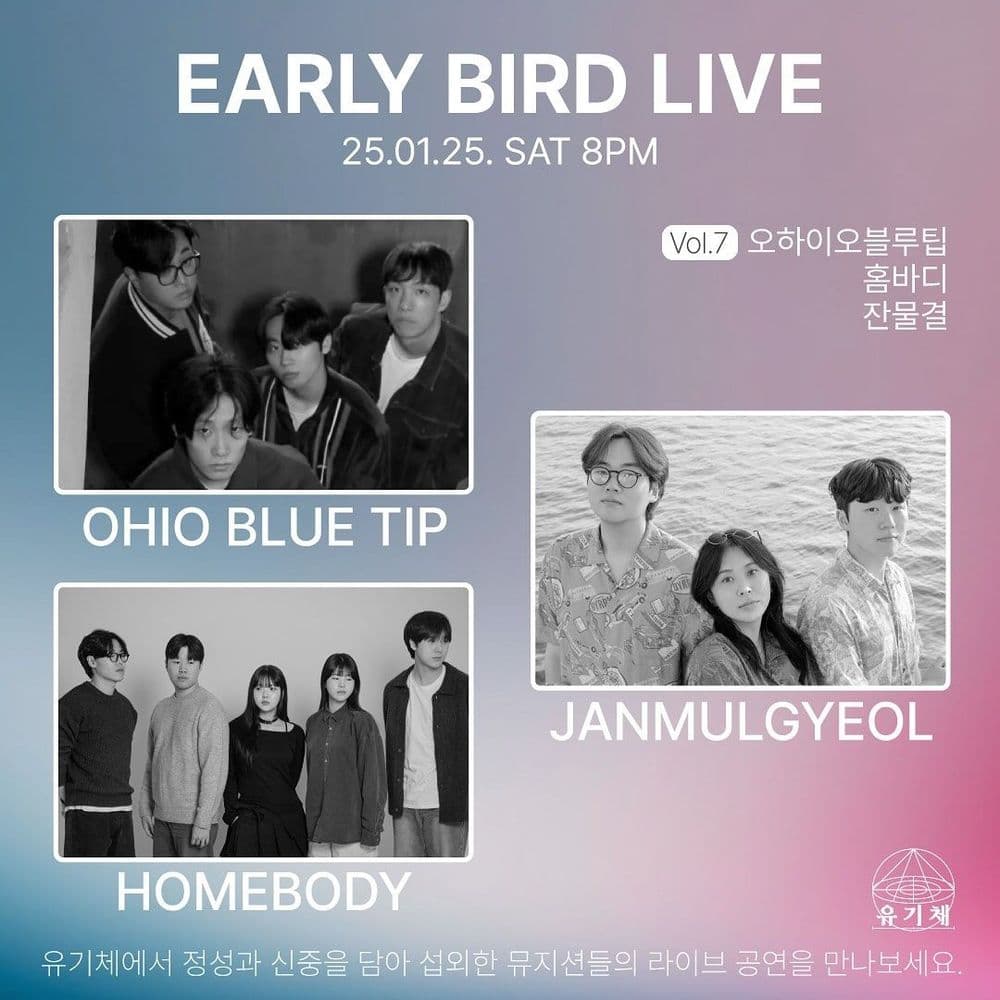 EARLY BIRD LIVE
25.01.25. SAT 8PM
Vol.7 오하이오블루팁
홈바디
잔물결
OHIO BLUE TIP
JANMULGYEOL
HOMEBODY
유기체
유기체에서 정성과 신중을 담아 섭외한 뮤지션들의 라이브 공연을 만나보세요.